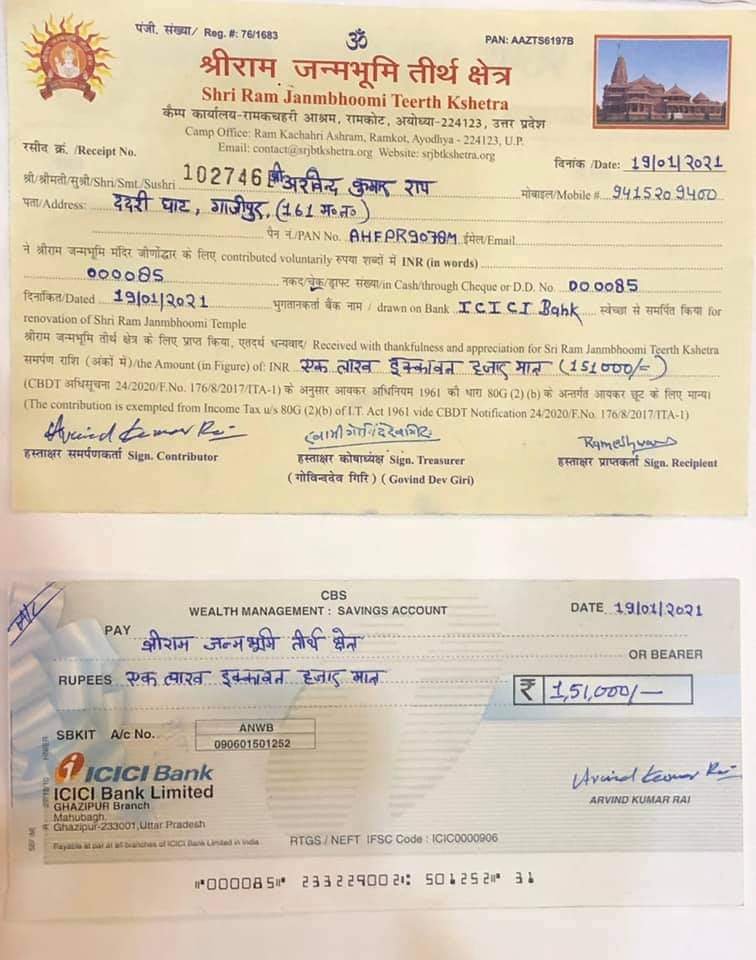 पंजी. संख्या/ Reg. #: 76/1683
ॐ
PAN: AAZTS6197B
श्रीराम जन्मभूमि तीर्थ क्षेत्र
Shri Ram Janmbhoomi Teerth Kshetra
कैम्प कार्यालय-रामकचहरी आश्रम, रामकोट, अयोध्या-224123, उत्तर प्रदेश
Camp Office: Ram Kachahri Ashram, Ramkot, Ayodhya - 224123, U.P.
Email: contact@srjbtkshetra.org Website: srjbtkshetra.org
रसीद क्र. /Receipt No. 102746
दिनांक /Date: 19/01/2021
श्री/श्रीमती/सुश्री/Shri/Smt./Sushri श्री अरविन्द कुमार राय मोबाइल/Mobile # 9415209400
पता/Address: ददरी घाट, गाजीपुर, (161 म०न०)
पैन नं./PAN No. AHFPR9078M ईमेल/Email
ने श्रीराम जन्मभूमि मंदिर जीर्णोद्धार के लिए contributed voluntarily रुपया शब्दों में INR (in words)
000085 नकद/चेक/ड्राफ्ट संख्या/in Cash/through Cheque or D.D. No. 000085
दिनांकित/Dated 19/01/2021 भुगतानकर्ता बैंक नाम / drawn on Bank ICICI Bank स्वेच्छा से समर्पित किया for
renovation of Shri Ram Janmbhoomi Temple
श्रीराम जन्मभूमि तीर्थ क्षेत्र के लिए प्राप्त किया, एतदर्थ धन्यवाद/ Received with thankfulness and appreciation for Sri Ram Janmbhoomi Teerth Kshetra
समर्पण राशि (अंकों में)/the Amount (in Figure) of: INR एक लाख इक्कावन हजार मात्र (151000/=)
(CBDT अधिसूचना 24/2020/F.No. 176/8/2017/ITA-1) के अनुसार आयकर अधिनियम 1961 की धारा 80G (2) (b) के अन्तर्गत आयकर छूट के लिए मान्य।
(The contribution is exempted from Income Tax u/s 80G (2)(b) of I.T. Act 1961 vide CBDT Notification 24/2020/F.No. 176/8/2017/ITA-1)
Arvind Kumar Rai स्वामी गोविंददेवगिरि Rameshwar
हस्ताक्षर समर्पणकर्ता Sign. Contributor हस्ताक्षर कोषाध्यक्ष Sign. Treasurer हस्ताक्षर प्राप्तकर्ता Sign. Recipient
(गोविन्ददेव गिरि) (Govind Dev Giri)
CBS
WEALTH MANAGEMENT : SAVINGS ACCOUNT
DATE 19/01/2021
PAY श्रीराम जन्मभूमि तीर्थ क्षेत्र
OR BEARER
RUPEES एक लाख इक्कावन हजार मात्र ₹ 1,51,000/-
SBKIT A/c No. ANWB
090601501252
ICICI Bank
ICICI Bank Limited
GHAZIPUR Branch
Mahubagh,
Ghazipur-233001,Uttar Pradesh
Arvind Kumar Rai
ARVIND KUMAR RAI
Payable at par at all branches of ICICI Bank Limited in India
RTGS / NEFT IFSC Code : ICIC0000906
⑈000085⑈ 233229002⑆ 501252⑈ 31